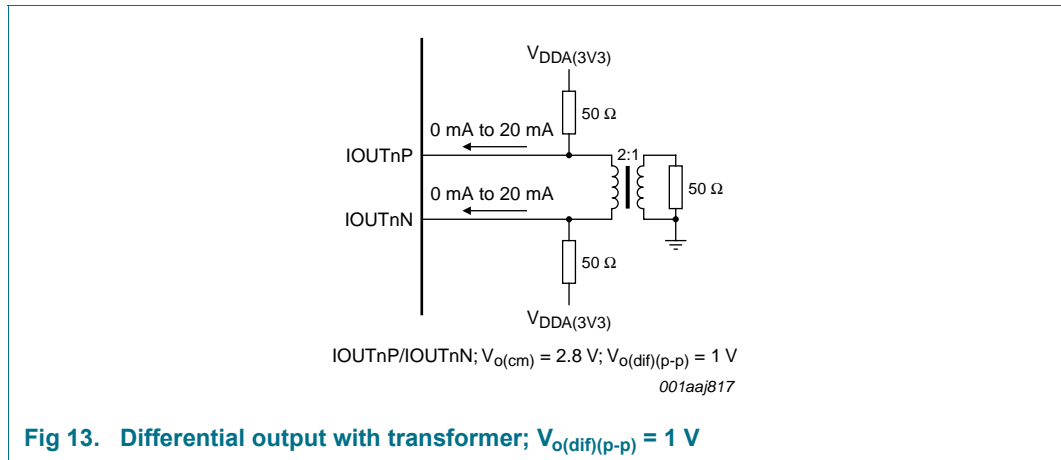 VDDA(3V3)
50 Ω
0 mA to 20 mA
IOUTnP
2:1
50 Ω
0 mA to 20 mA
IOUTnN
50 Ω
VDDA(3V3)
IOUTnP/IOUTnN; Vo(cm) = 2.8 V; Vo(dif)(p-p) = 1 V
001aaj817
Fig 13. Differential output with transformer; Vo(dif)(p-p) = 1 V